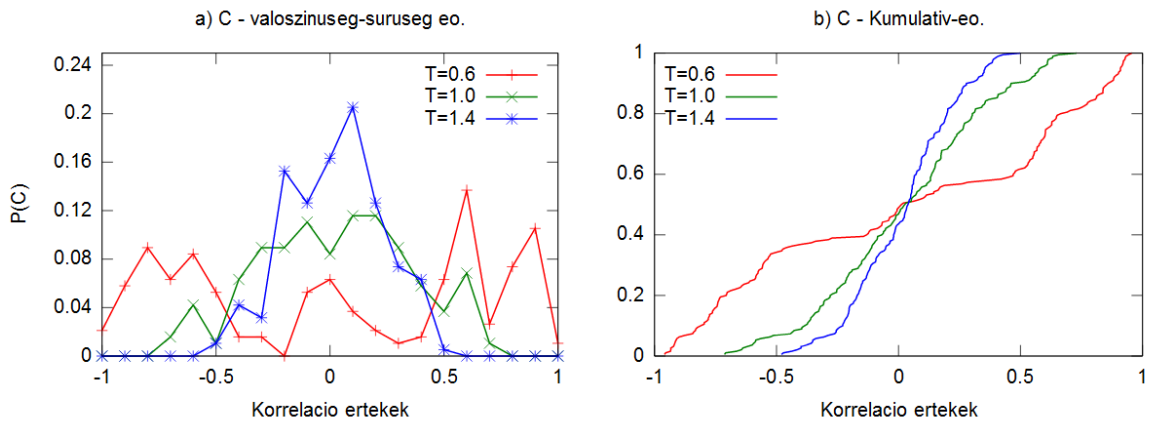 a) C - valoszinuseg-suruseg eo.
0.24
0.2
0.16
0.12
0.08
0.04
0
P(C)
T=0.6
T=1.0
T=1.4
-1
-0.5
0
0.5
1
Korrelacio ertekek
b) C - Kumulativ-eo.
1
0.8
0.6
0.4
0.2
0
T=0.6
T=1.0
T=1.4
-1
-0.5
0
0.5
1
Korrelacio ertekek